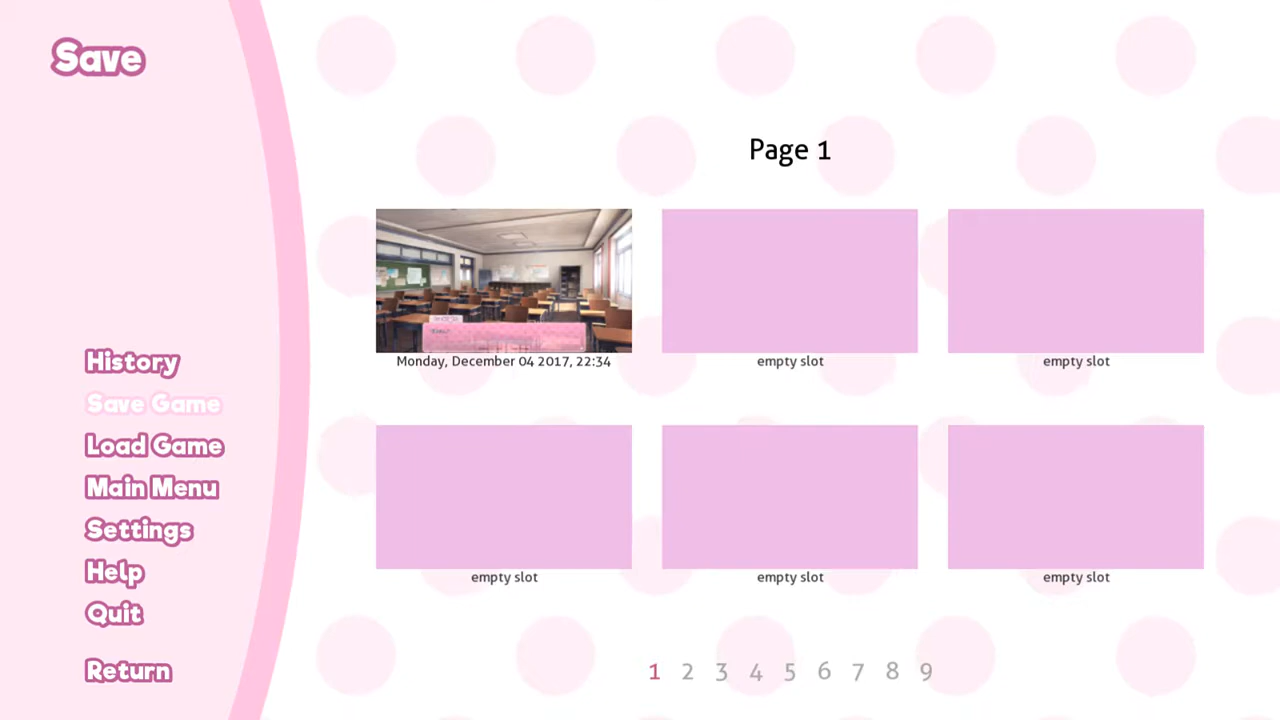 Save
Page 1
Monday, December 04 2017, 22:34
empty slot
empty slot
History
Save Game
Load Game
Main Menu
Settings
Help
Quit
Return
empty slot
empty slot
empty slot
1 2 3 4 5 6 7 8 9